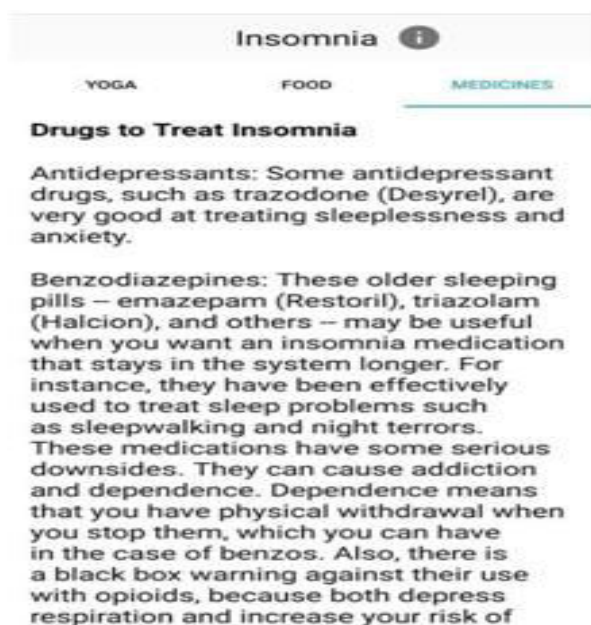 Insomnia i
YOGA FOOD MEDICINES
Drugs to Treat Insomnia
Antidepressants: Some antidepressant
drugs, such as trazodone (Desyrel), are
very good at treating sleeplessness and
anxiety.
Benzodiazepines: These older sleeping
pills – emazepam (Restoril), triazolam
(Halcion), and others -- may be useful
when you want an insomnia medication
that stays in the system longer. For
instance, they have been effectively
used to treat sleep problems such
as sleepwalking and night terrors.
These medications have some serious
downsides. They can cause addiction
and dependence. Dependence means
that you have physical withdrawal when
you stop them, which you can have
in the case of benzos. Also, there is
a black box warning against their use
with opioids, because both depress
respiration and increase your risk of